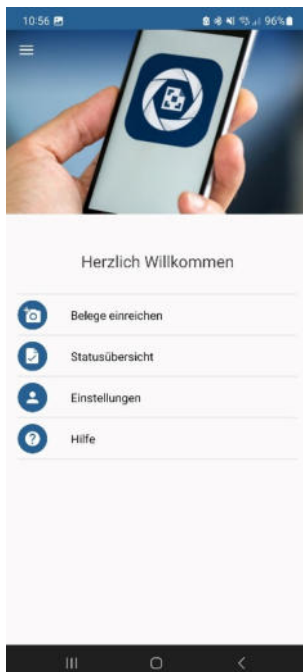 10:56
96%
Herzlich Willkommen
Belege einreichen
Statusübersicht
Einstellungen
Hilfe